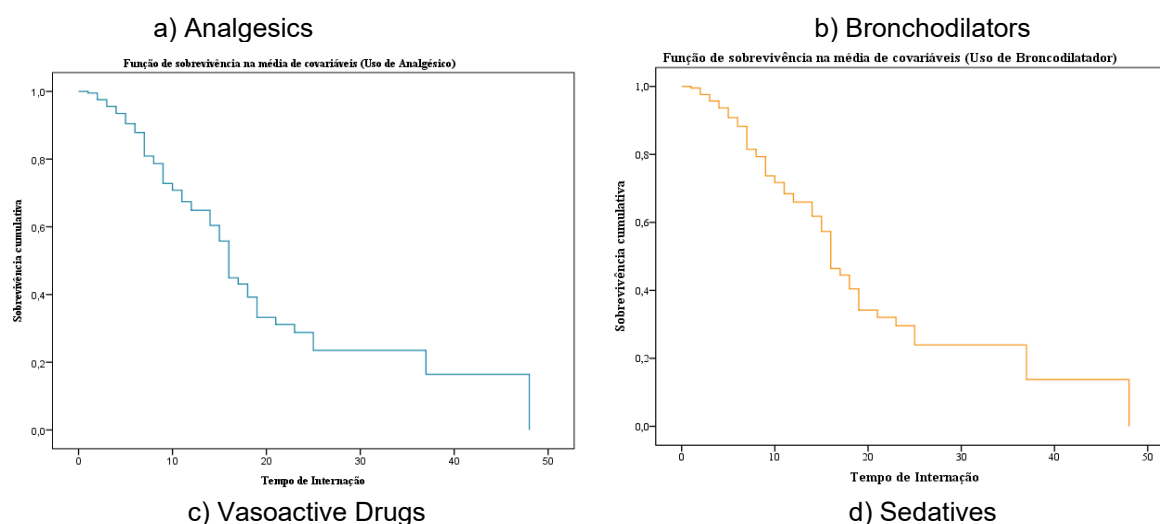 a) Analgesics
Função de sobrevivência na média de covariáveis (Uso de Analgésico)
Sobrevivência cumulativa
1,0
0,8
0,6
0,4
0,2
0,0
0 10 20 30 40 50
Tempo de Internação
b) Bronchodilators
Função de sobrevivência na média de covariáveis (Uso de Broncodilatador)
Sobrevivência cumulativa
1,0
0,8
0,6
0,4
0,2
0,0
0 10 20 30 40 50
Tempo de Internação
c) Vasoactive Drugs
d) Sedatives